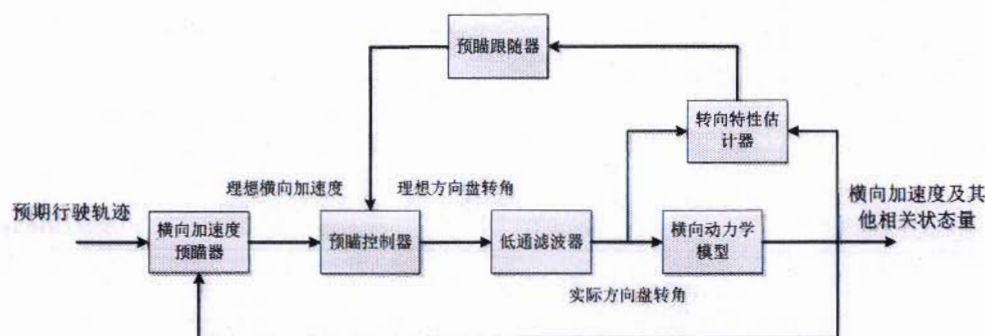 预瞄跟随器
转向特性估
计器
理想横向加速度
理想方向盘转角
预期行驶轨迹
横向加速度
预瞄器
预瞄控制器
低通滤波器
横向动力学
模型
横向加速度及其
他相关状态量
实际方向盘转角